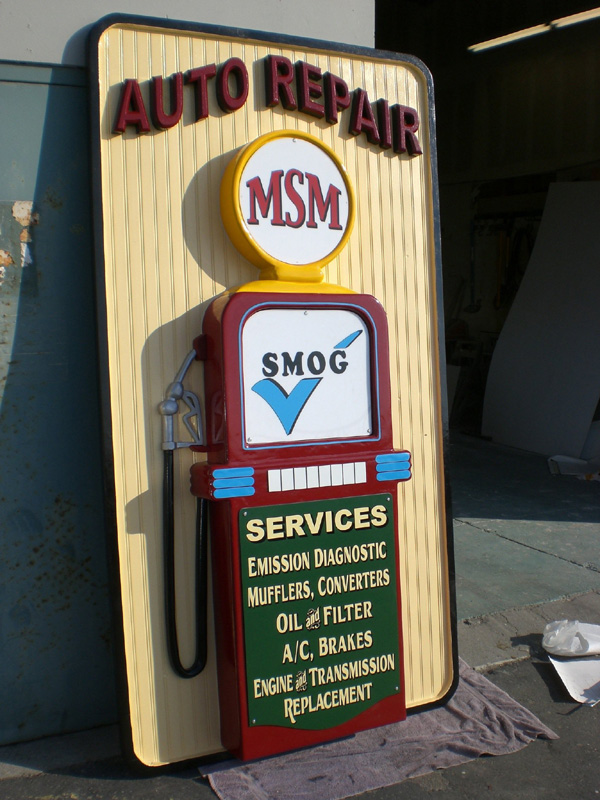 AUTO REPAIR
MSM
SMOG
SERVICES
EMISSION DIAGNOSTIC
MUFFLERS, CONVERTERS
OIL and FILTER
A/C, BRAKES
ENGINE and TRANSMISSION
REPLACEMENT